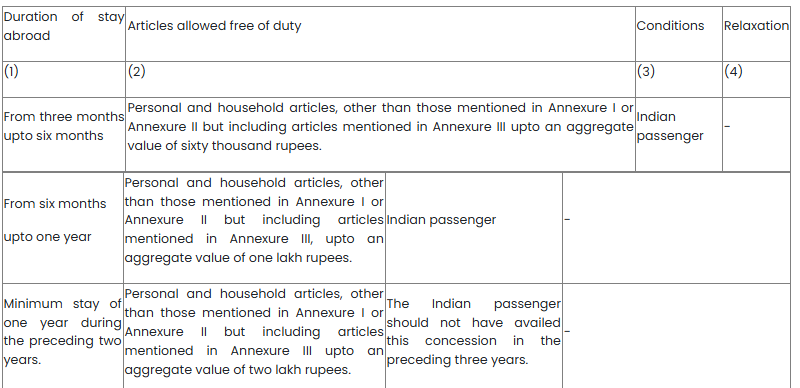 Duration of stay abroad
Articles allowed free of duty
Conditions
Relaxation
(1)
(2)
(3)
(4)
From three months
upto six months
Personal and household articles, other than those mentioned in Annexure I or
Annexure II but including articles mentioned in Annexure III upto an aggregate
value of sixty thousand rupees.
Indian
passenger
–
From six months
upto one year
Personal and household articles, other
than those mentioned in Annexure I or
Annexure II but including articles
mentioned in Annexure III, upto an
aggregate value of one lakh rupees.
Indian passenger
–
Minimum stay of
one year during
the preceding two
years.
Personal and household articles, other
than those mentioned in Annexure I or
Annexure II but including articles
mentioned in Annexure III upto an
aggregate value of two lakh rupees.
The Indian passenger
should not have availed
this concession in the
preceding three years.
–